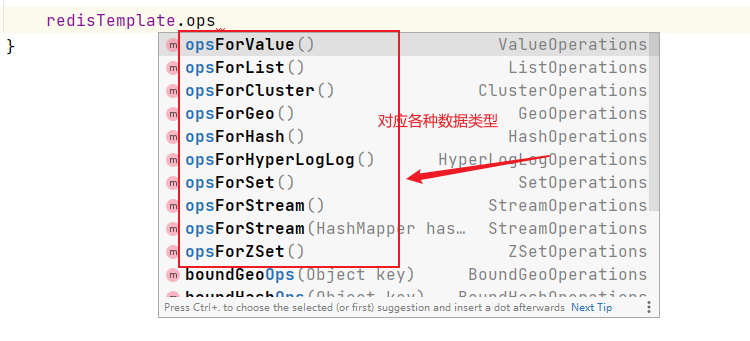 redisTemplate.ops
}
m opsForValue() ValueOperations
m opsForList() ListOperations
m opsForCluster() ClusterOperations
m opsForGeo() GeoOperations
对应各种数据类型
m opsForHash() HashOperations
m opsForHyperLogLog() HyperLogLogOperations
m opsForSet() SetOperations
m opsForStream() StreamOperations
m opsForStream(HashMapper has… StreamOperations
m opsForZSet() ZSetOperations
m boundGeoOps(Object key) BoundGeoOperations
m boundHashOps(Object key) BoundHashOperations
Press Ctrl+. to choose the selected (or first) suggestion and insert a dot afterwards Next Tip